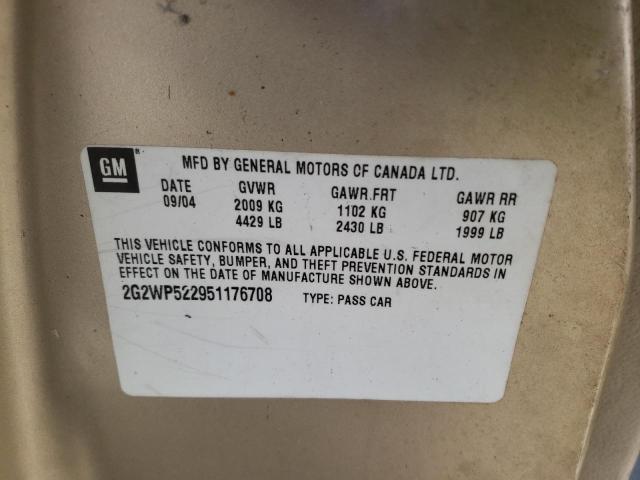 GM ®
MFD BY GENERAL MOTORS OF CANADA LTD.
DATE GVWR GAWR FRT GAWR RR
09/04 2009 KG 1102 KG 907 KG
4429 LB 2430 LB 1999 LB
THIS VEHICLE CONFORMS TO ALL APPLICABLE U.S. FEDERAL MOTOR
VEHICLE SAFETY, BUMPER, AND THEFT PREVENTION STANDARDS IN
EFFECT ON THE DATE OF MANUFACTURE SHOWN ABOVE.
2G2WP522951176708 TYPE: PASS CAR